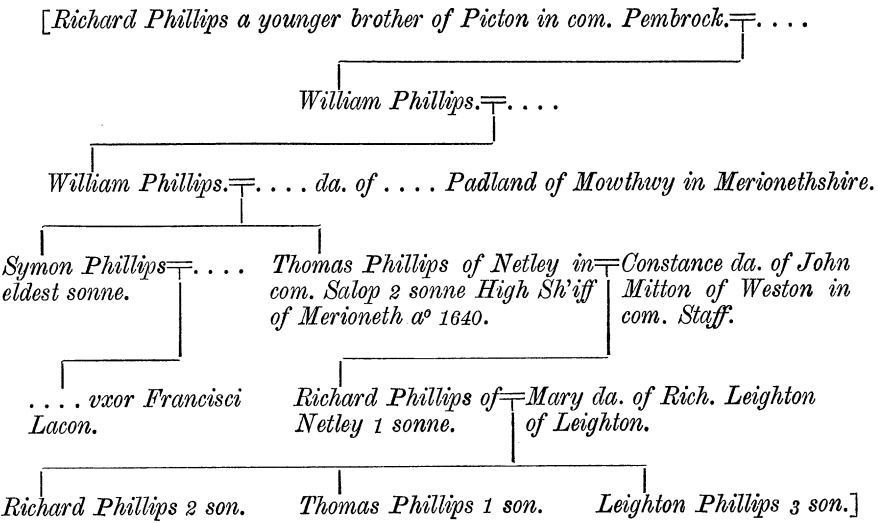 [Richard Phillips a younger brother of Picton in com. Pembrock.=. . . .
William Phillips.=. . . .
William Phillips.=. . . . da. of . . . . Padland of Mowthwy in Merionethshire.
Symon Phillips=. . . .
eldest sonne.
Thomas Phillips of Netley in=Constance da. of John
com. Salop 2 sonne High Sh'iff Mitton of Weston in
of Merioneth aº 1640. com. Staff.
. . . . vxor Francisci
Lacon.
Richard Phillips of=Mary da. of Rich. Leighton
Netley 1 sonne. of Leighton.
Richard Phillips 2 son. Thomas Phillips 1 son. Leighton Phillips 3 son.]